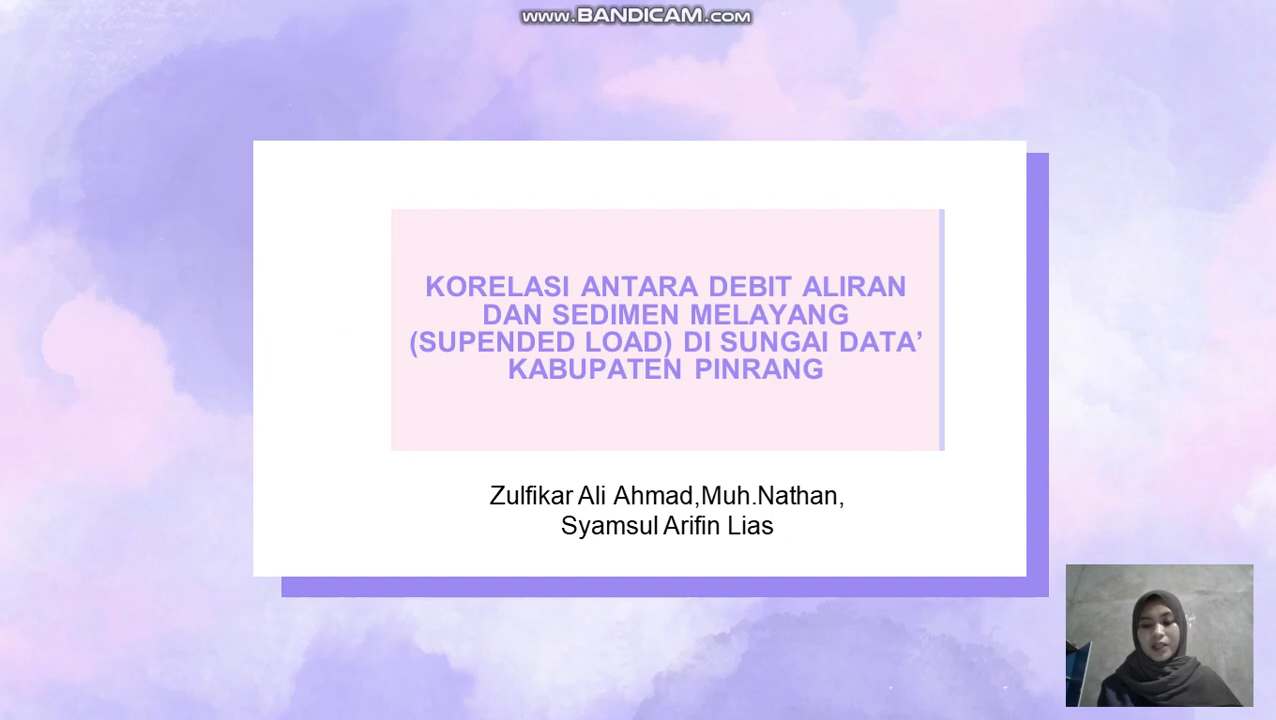 www.BANDICAM.com
KORELASI ANTARA DEBIT ALIRAN
DAN SEDIMEN MELAYANG
(SUPENDED LOAD) DI SUNGAI DATA’
KABUPATEN PINRANG
Zulfikar Ali Ahmad,Muh.Nathan,
Syamsul Arifin Lias